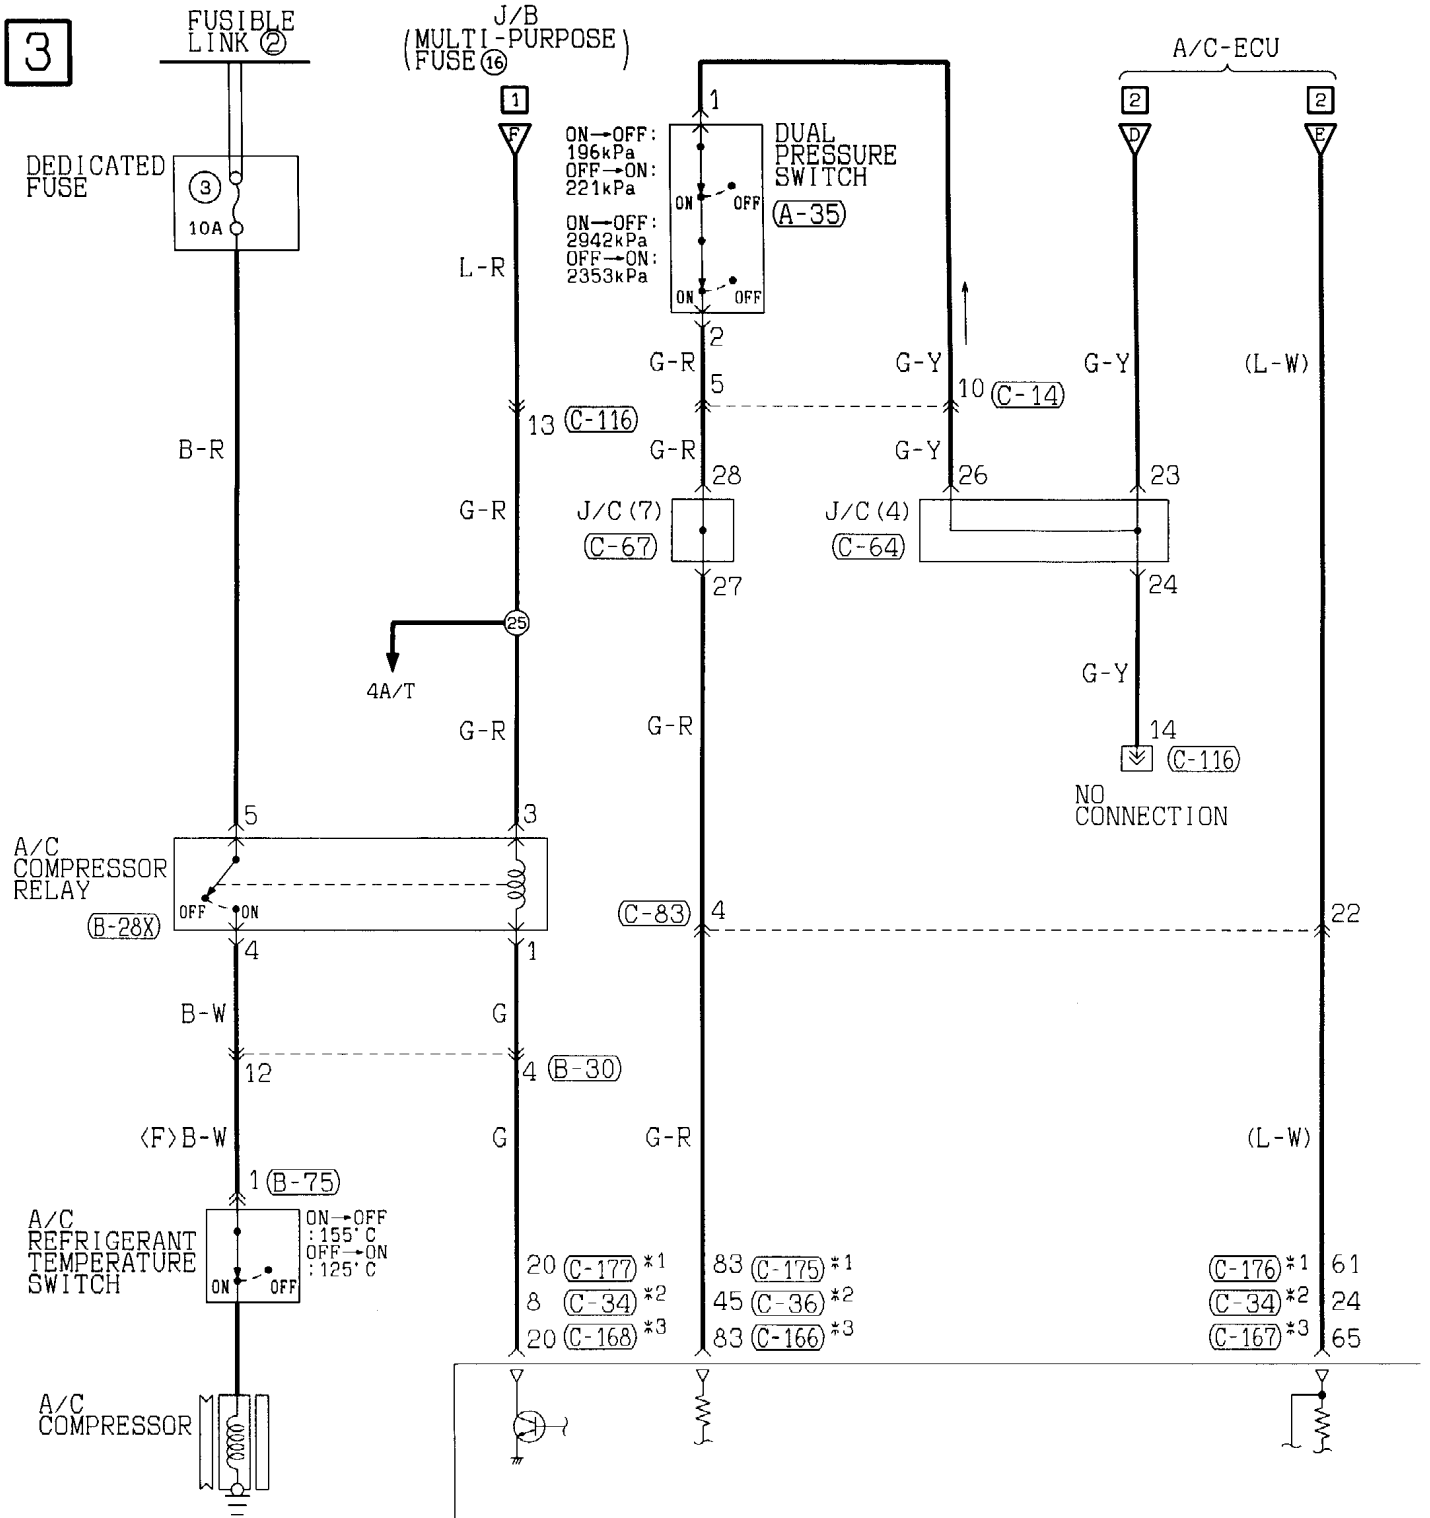 3
FUSIBLE
LINK ②
J/B
(MULTI-PURPOSE
FUSE ⑯)
A/C-ECU
1
F
2
D
2
E
DEDICATED
FUSE
3
10A
ON→OFF:
196kPa
OFF→ON:
221kPa
ON→OFF:
2942kPa
OFF→ON:
2353kPa
1
ON OFF
ON OFF
DUAL
PRESSURE
SWITCH
(A-35)
L-R
2
G-R
G-Y
G-Y
(L-W)
5
10 (C-14)
13 (C-116)
B-R
G-R
G-Y
28
26
23
G-R
J/C(7)
(C-67)
J/C(4)
(C-64)
27
24
25
4A/T
G-Y
G-R
G-R
14
(C-116)
NO
CONNECTION
5
3
A/C
COMPRESSOR
RELAY
(B-28X)
OFF ON
(C-83) 4
22
4
1
B-W
G
12
4 (B-30)
<F>B-W
G
G-R
(L-W)
1 (B-75)
A/C
REFRIGERANT
TEMPERATURE
SWITCH
ON OFF
ON→OFF
:155°C
OFF→ON
:125°C
20 (C-177) *1
8 (C-34) *2
20 (C-168) *3
83 (C-175) *1
45 (C-36) *2
83 (C-166) *3
(C-176) *1 61
(C-34) *2 24
(C-167) *3 65
A/C
COMPRESSOR